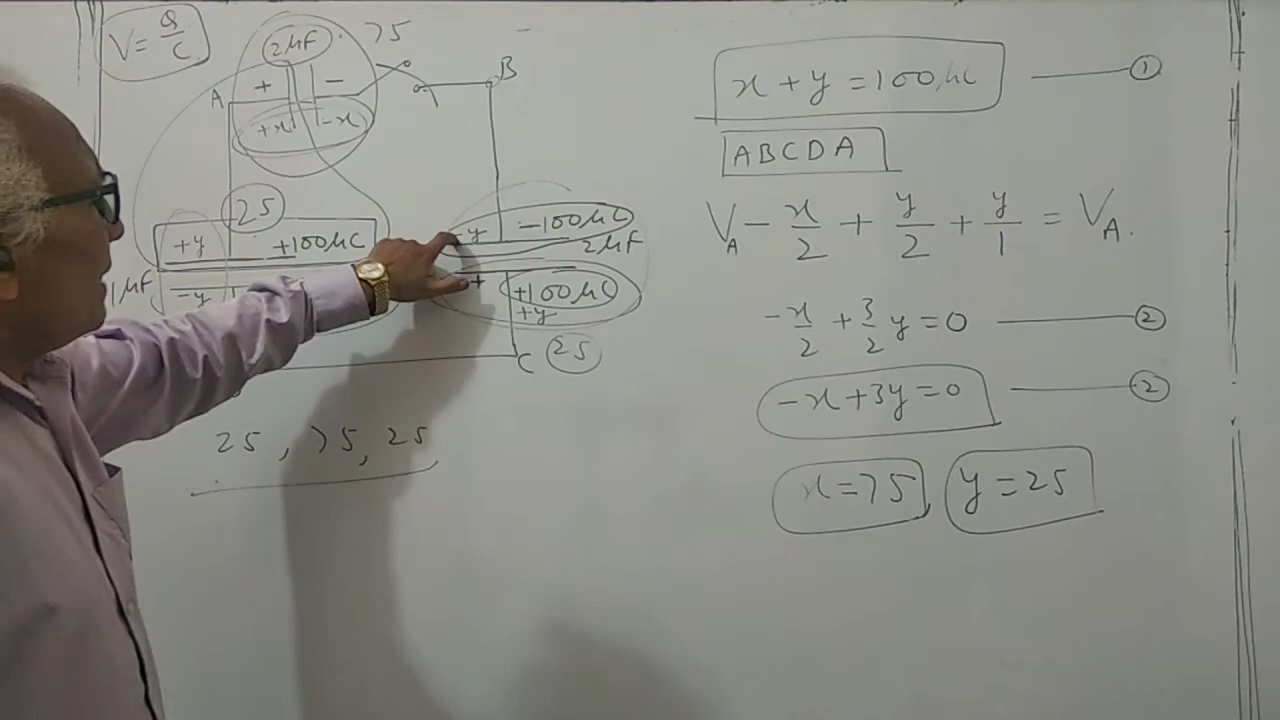 V = Q/C
2μF
75
A
+
-
B
+x
-x
25
+y
+100μC
-y
-100μC
2μF
1μF
-y
+
+100μC
+y
C
25
25, 75, 25
x + y = 100μC
1
ABCDA
V_A - x/2 + y/2 + y/1 = V_A.
-x/2 + 3/2 y = 0
2
-x + 3y = 0
2
x = 75
y = 25